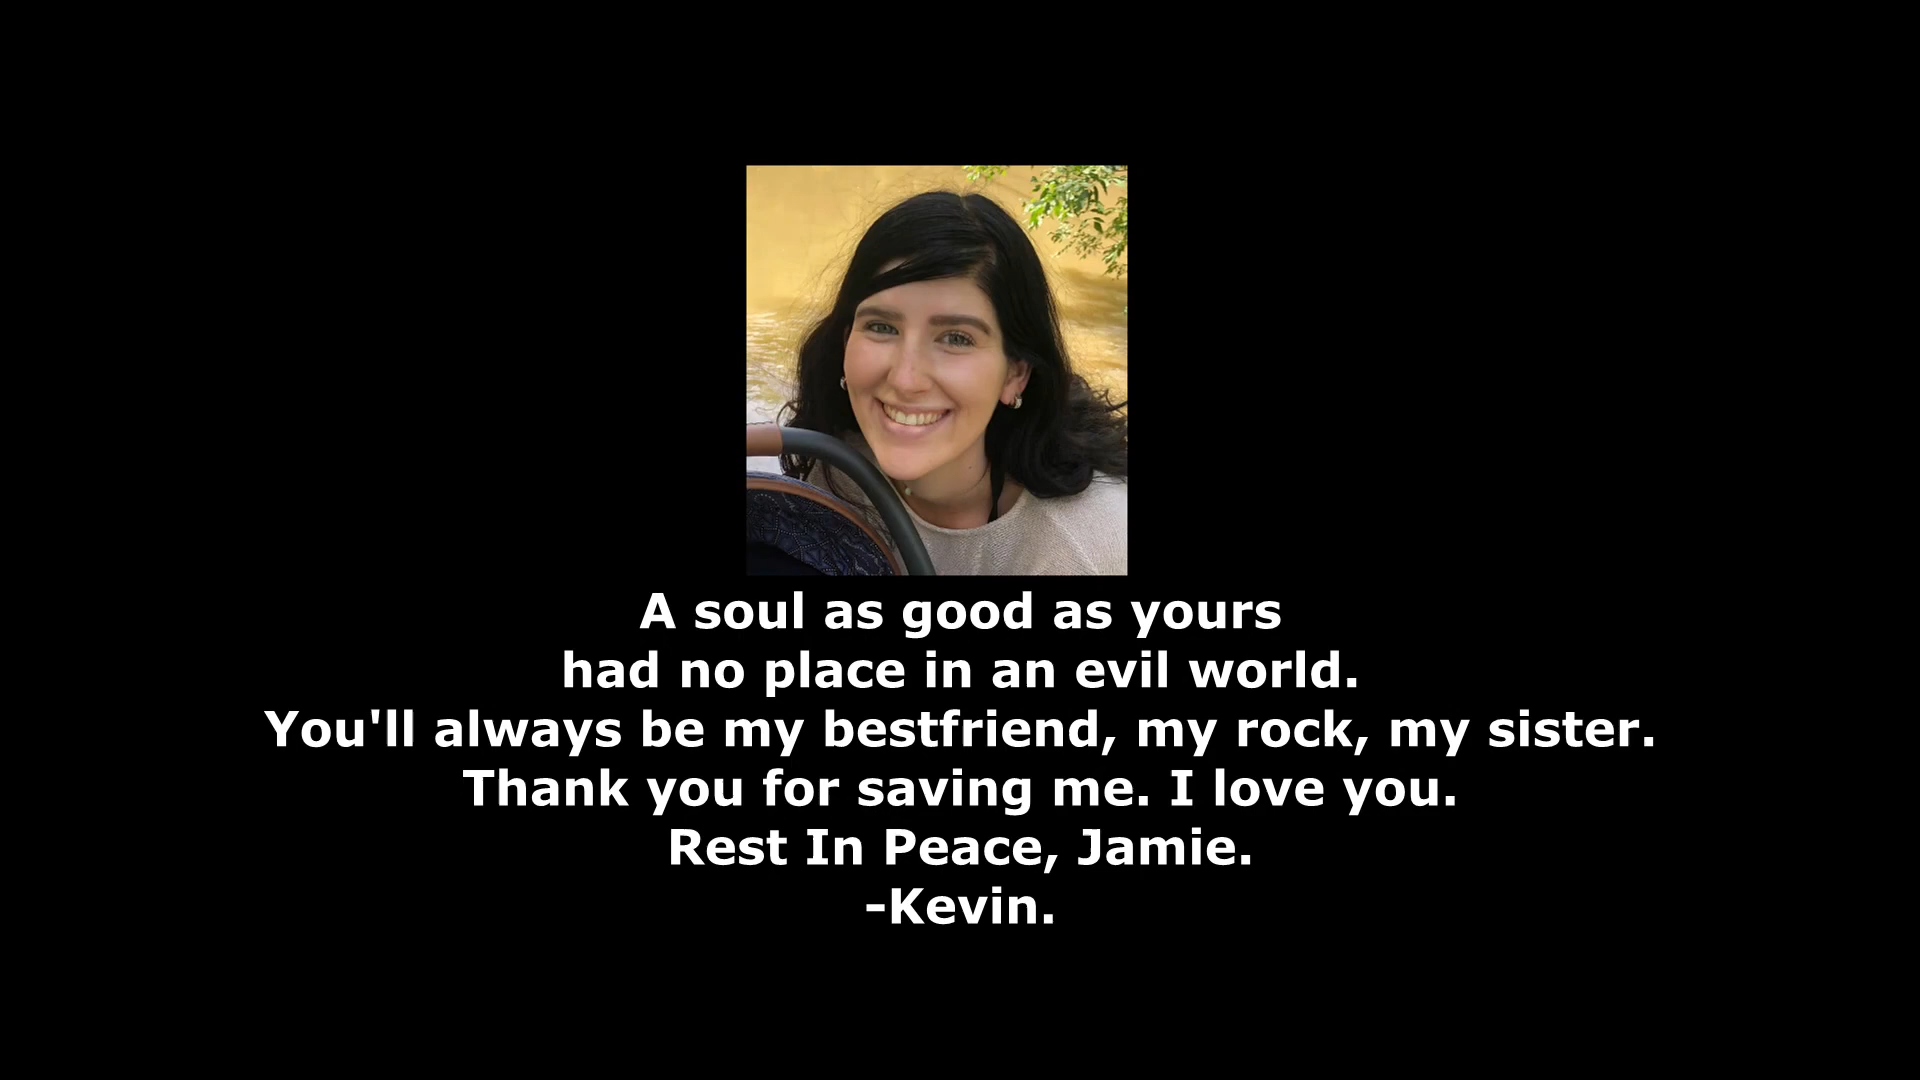 A soul as good as yours
had no place in an evil world.
You'll always be my bestfriend, my rock, my sister.
Thank you for saving me. I love you.
Rest In Peace, Jamie.
-Kevin.